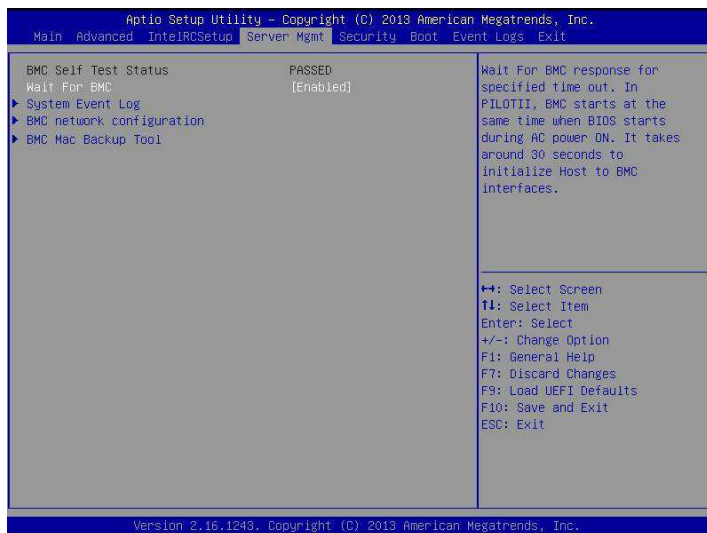 Aptio Setup Utility - Copyright (C) 2013 American Megatrends, Inc.
Main Advanced IntelRCSetup Server Mgmt Security Boot Event Logs Exit
BMC Self Test Status PASSED
Wait For BMC [Enabled]
System Event Log
BMC network configuration
BMC Mac Backup Tool
Wait For BMC response for
specified time out. In
PILOTII, BMC starts at the
same time when BIOS starts
during AC power ON. It takes
around 30 seconds to
initialize Host to BMC
interfaces.
↔: Select Screen
↑↓: Select Item
Enter: Select
+/-: Change Option
F1: General Help
F7: Discard Changes
F9: Load UEFI Defaults
F10: Save and Exit
ESC: Exit
Version 2.16.1243. Copyright (C) 2013 American Megatrends, Inc.